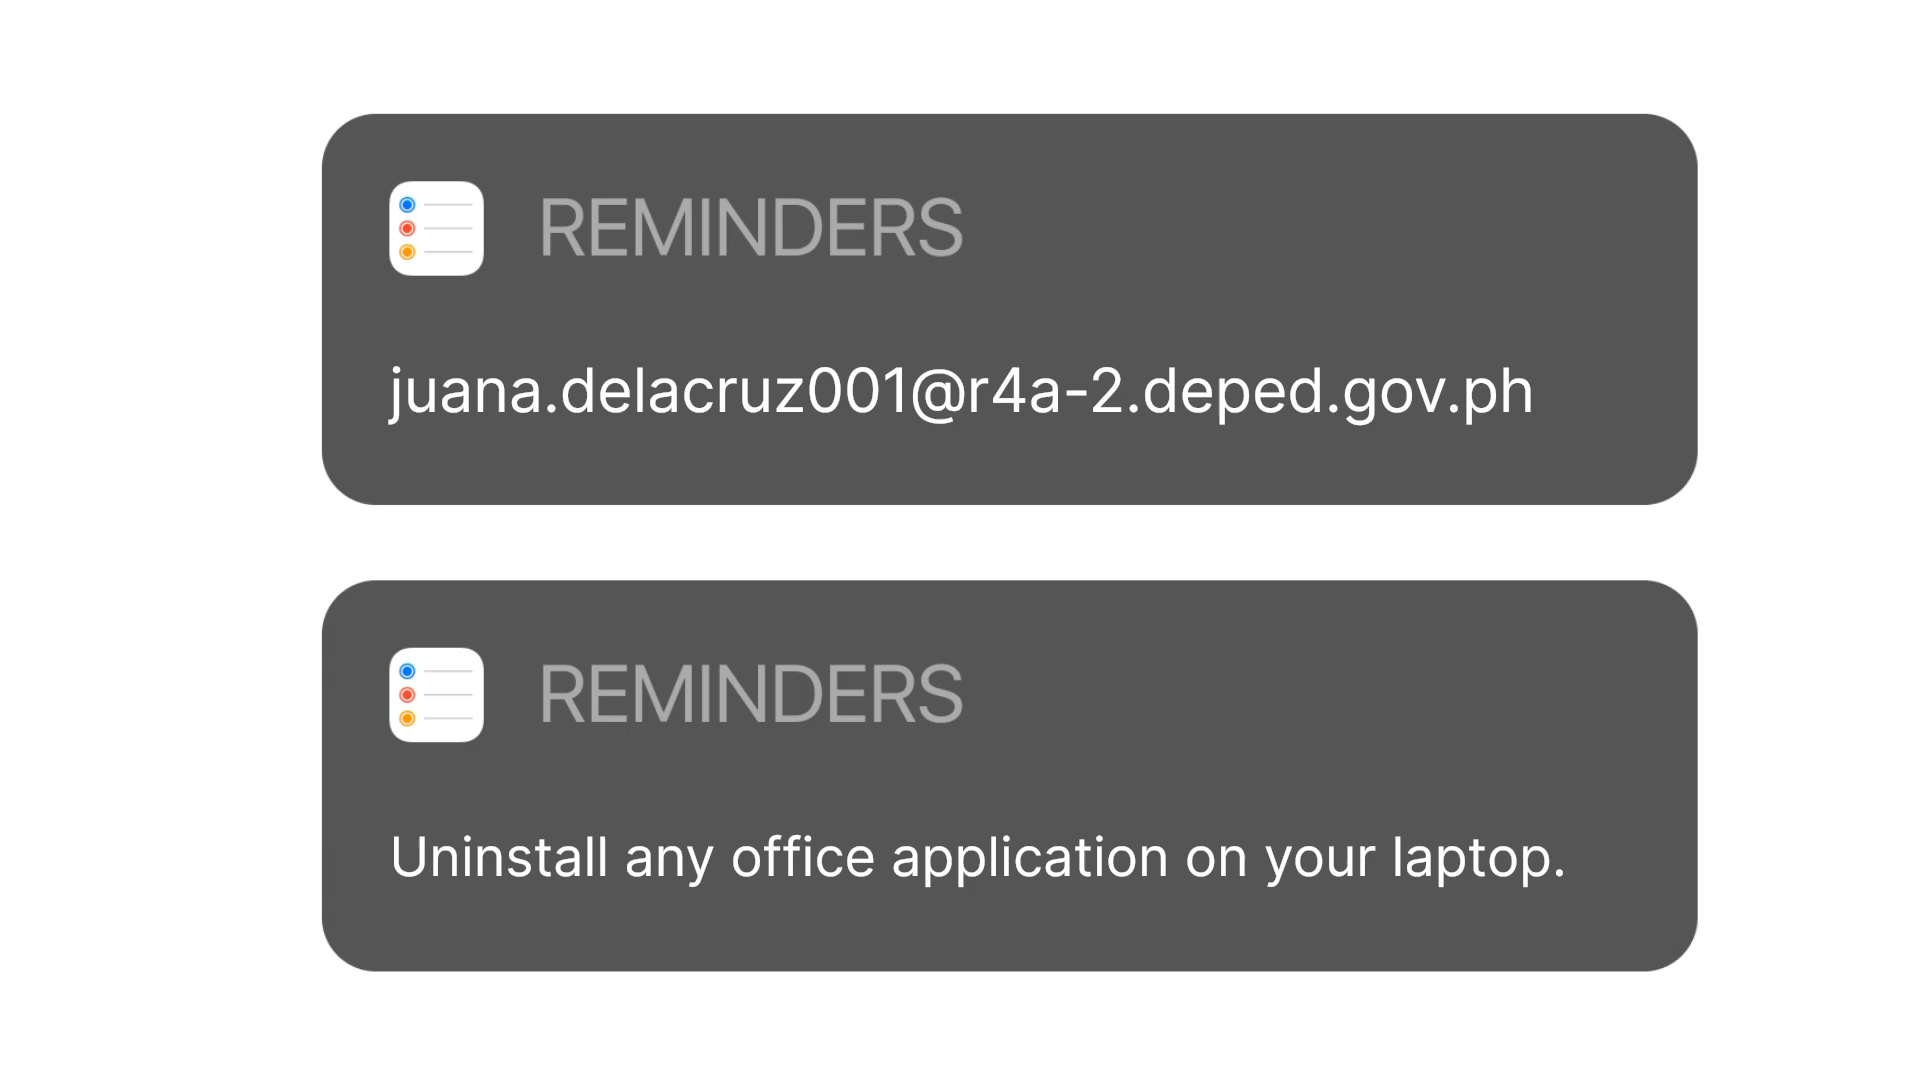 REMINDERS
juana.delacruz001@r4a-2.deped.gov.ph
REMINDERS
Uninstall any office application on your laptop.